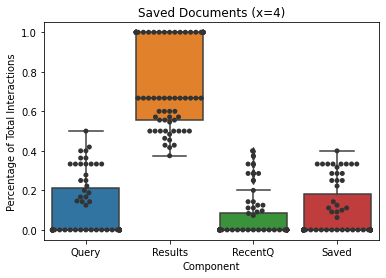 Saved Documents (x=4)
Percentage of Total Interactions
1.0
0.8
0.6
0.4
0.2
0.0
Query Results RecentQ Saved
Component